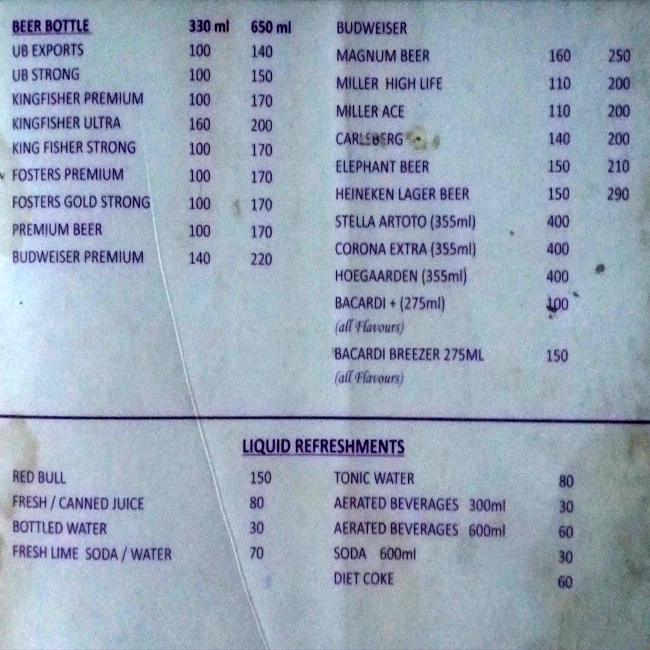 BEER BOTTLE 330 ml 650 ml
UB EXPORTS 100 140
UB STRONG 100 150
KINGFISHER PREMIUM 100 170
KINGFISHER ULTRA 160 200
KING FISHER STRONG 100 170
FOSTERS PREMIUM 100 170
FOSTERS GOLD STRONG 100 170
PREMIUM BEER 100 170
BUDWEISER PREMIUM 140 220
BUDWEISER
MAGNUM BEER 160 250
MILLER HIGH LIFE 110 200
MILLER ACE 110 200
CARLSBERG 140 200
ELEPHANT BEER 150 210
HEINEKEN LAGER BEER 150 290
STELLA ARTOTO (355ml) 400
CORONA EXTRA (355ml) 400
HOEGAARDEN (355ml) 400
BACARDI + (275ml) 100
(all Flavours)
BACARDI BREEZER 275ML 150
(all Flavours)
LIQUID REFRESHMENTS
RED BULL 150
FRESH / CANNED JUICE 80
BOTTLED WATER 30
FRESH LIME SODA / WATER 70
TONIC WATER 80
AERATED BEVERAGES 300ml 30
AERATED BEVERAGES 600ml 60
SODA 600ml 30
DIET COKE 60